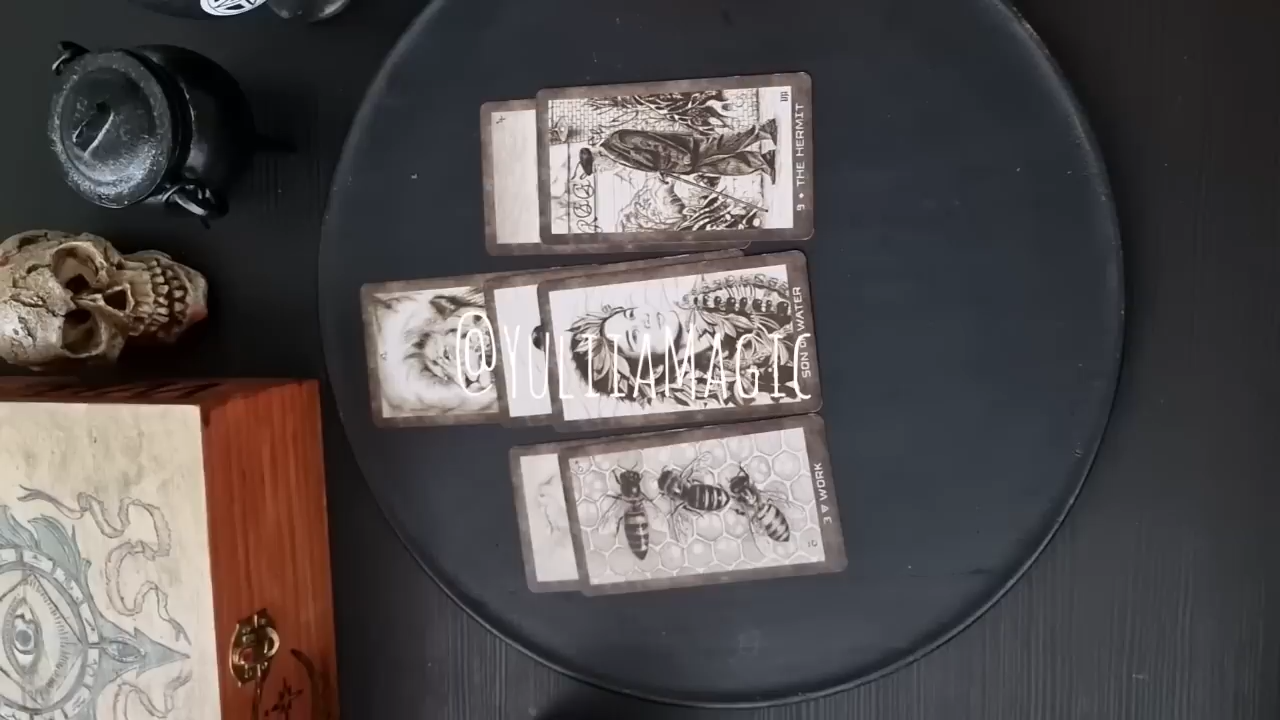 9 ✦ THE HERMIT
@YULIIAMAGIC
SON OF WATER
3 ▽ WORK